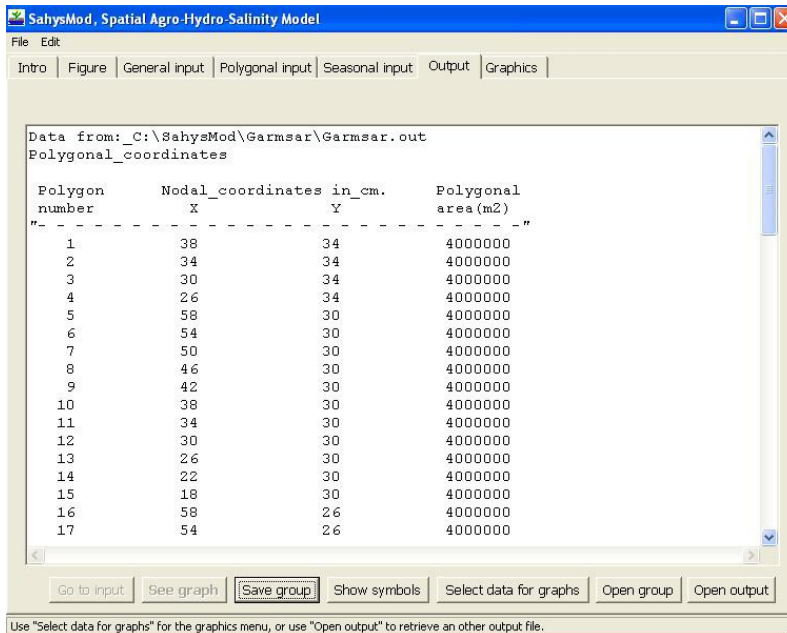 SahysMod, Spatial Agro-Hydro-Salinity Model
File Edit
Intro Figure General input Polygonal input Seasonal input Output Graphics
Data from:_C:\SahysMod\Garmsar\Garmsar.out
Polygonal_coordinates
Polygon Nodal_coordinates in_cm. Polygonal
number X Y area(m2)
"- - - - - - - - - - - - - - - - - - - - - - - - - -"
1 38 34 4000000
2 34 34 4000000
3 30 34 4000000
4 26 34 4000000
5 58 30 4000000
6 54 30 4000000
7 50 30 4000000
8 46 30 4000000
9 42 30 4000000
10 38 30 4000000
11 34 30 4000000
12 30 30 4000000
13 26 30 4000000
14 22 30 4000000
15 18 30 4000000
16 58 26 4000000
17 54 26 4000000
Go to input See graph Save group Show symbols Select data for graphs Open group Open output
Use "Select data for graphs" for the graphics menu, or use "Open output" to retrieve an other output file.